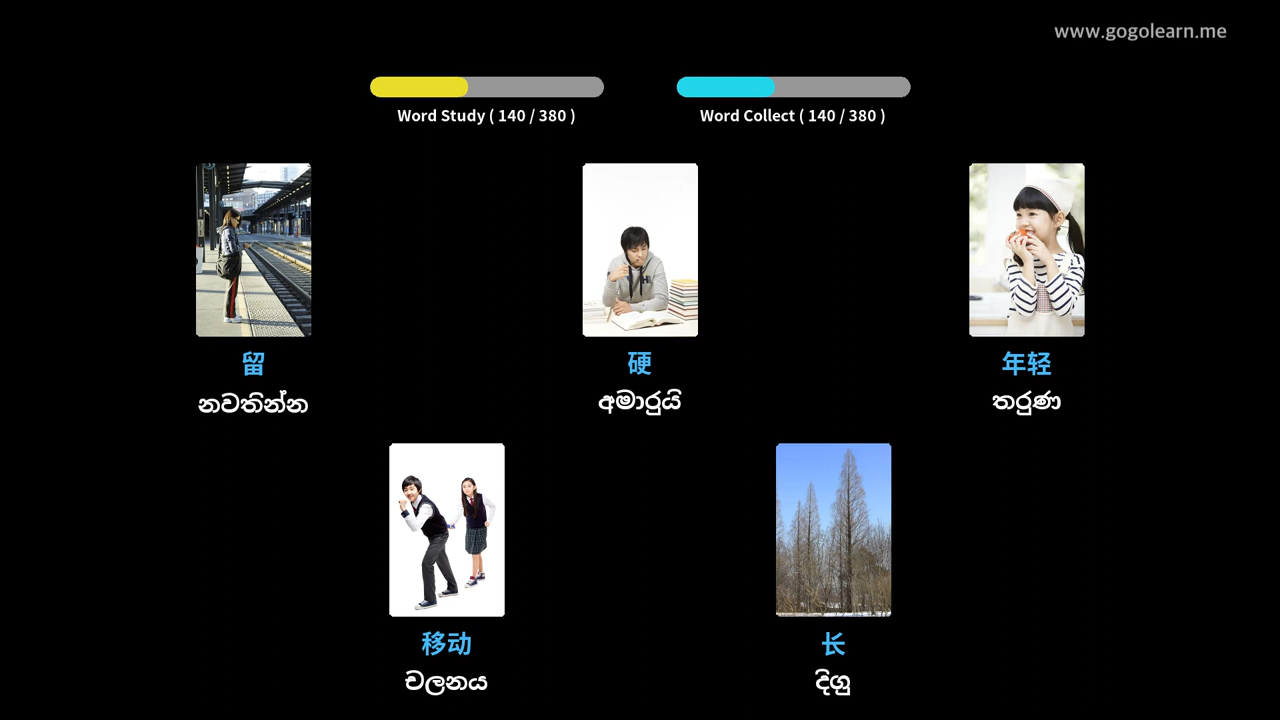 www.gogolearn.me
Word Study ( 140 / 380 )
Word Collect ( 140 / 380 )
留
硬
年轻
නවතින්න
අමාරුයි
තරුණ
移动
长
චලනය
දිගු